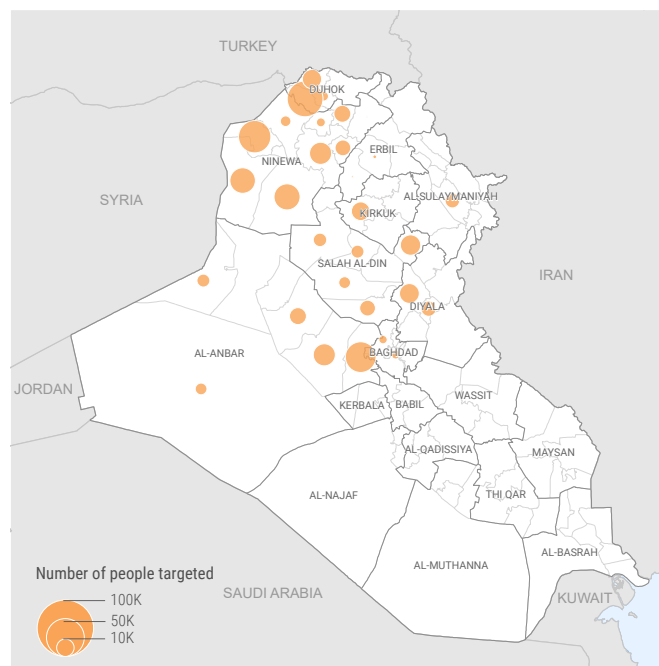 TURKEY
DUHOK
ERBIL
NINEWA
AL-SULAYMANIYAH
SYRIA
KIRKUK
SALAH AL-DIN
IRAN
DIYALA
AL-ANBAR
BAGHDAD
JORDAN
WASSIT
KERBALA
BABIL
AL-QADISSIYA
MAYSAN
AL-NAJAF
THI QAR
AL-BASRAH
AL-MUTHANNA
Number of people targeted
SAUDI ARABIA
KUWAIT
100K
50K
10K